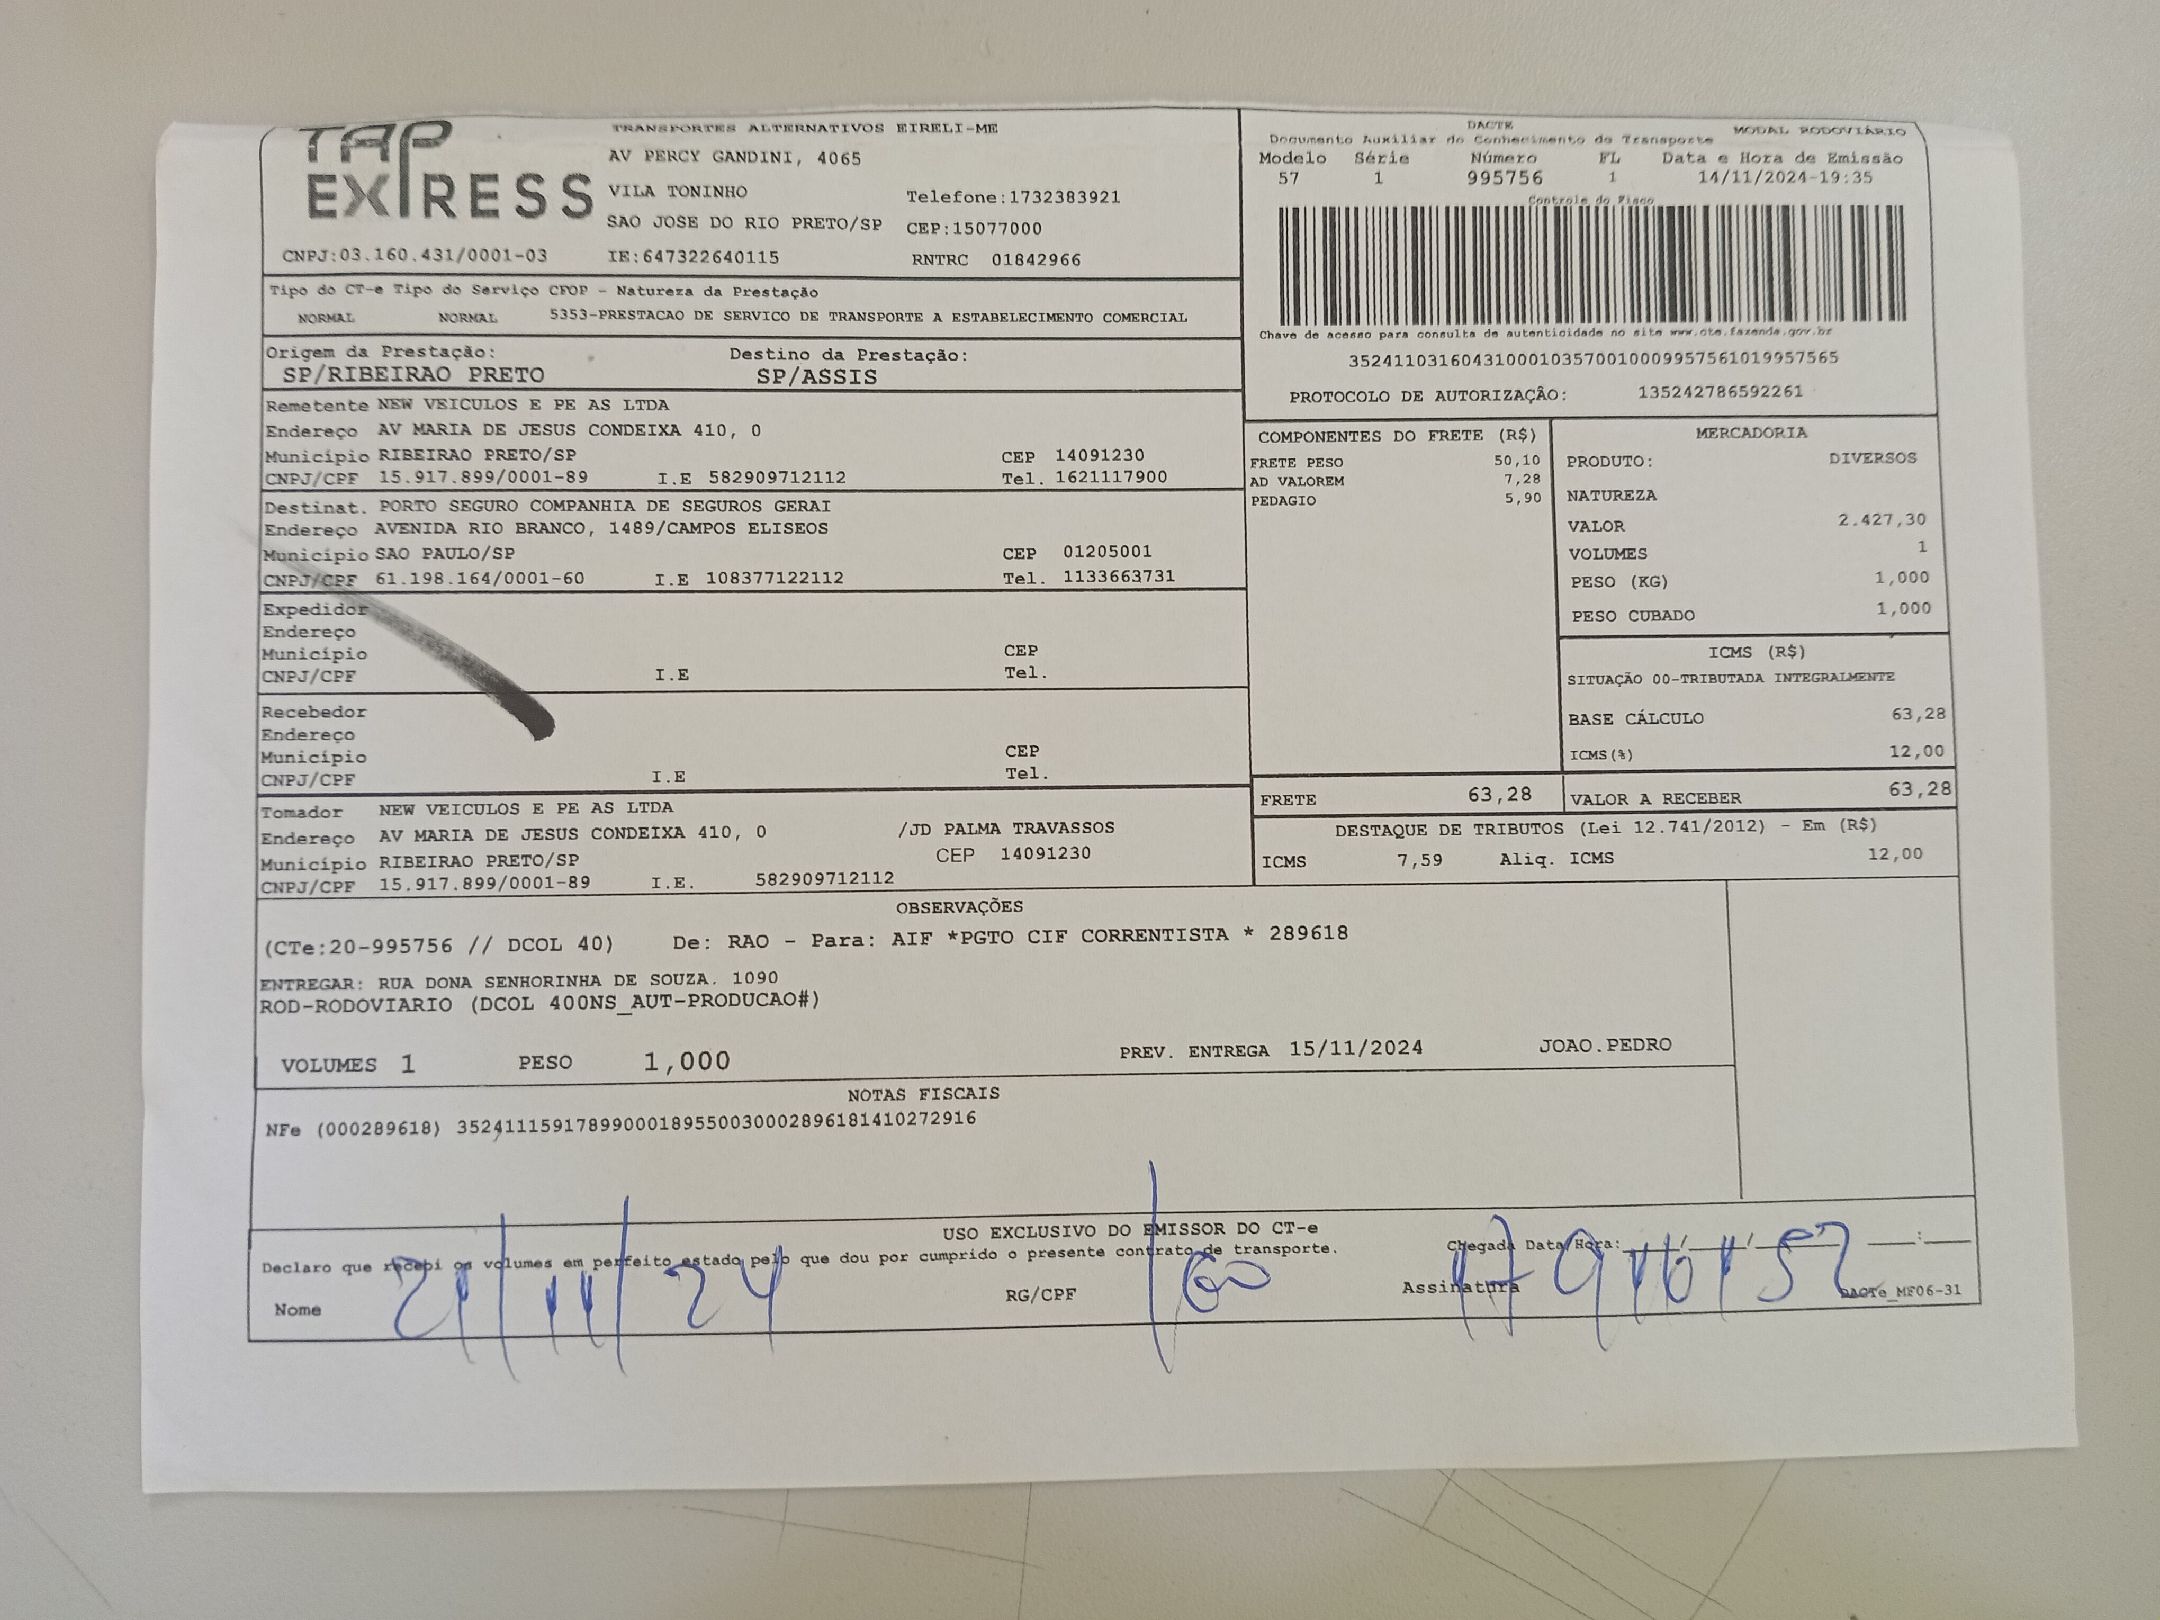 TAP EXPRESS
TRANSPORTES ALTERNATIVOS EIRELI-ME
AV PERCY GANDINI, 4065
VILA TONINHO Telefone:1732383921
SAO JOSE DO RIO PRETO/SP CEP:15077000
CNPJ:03.160.431/0001-03 IE:647322640115 RNTRC 01842966
DACTE MODAL RODOVIÁRIO
Documento Auxiliar do Conhecimento de Transporte
Modelo Série Número FL Data e Hora de Emissão
57 1 995756 1 14/11/2024-19:35
Controle do Fisco
Chave de acesso para consulta de autenticidade no site www.cte.fazenda.gov.br
35241103160431000103570010009957561019957565
PROTOCOLO DE AUTORIZAÇÃO: 135242786592261
Tipo do CT-e Tipo do Serviço CFOP - Natureza da Prestação
NORMAL NORMAL 5353-PRESTACAO DE SERVICO DE TRANSPORTE A ESTABELECIMENTO COMERCIAL
Origem da Prestação: Destino da Prestação:
SP/RIBEIRAO PRETO SP/ASSIS
Remetente NEW VEICULOS E PE AS LTDA
Endereço AV MARIA DE JESUS CONDEIXA 410, 0
Município RIBEIRAO PRETO/SP CEP 14091230
CNPJ/CPF 15.917.899/0001-89 I.E 582909712112 Tel. 1621117900
Destinat. PORTO SEGURO COMPANHIA DE SEGUROS GERAI
Endereço AVENIDA RIO BRANCO, 1489/CAMPOS ELISEOS
Município SAO PAULO/SP CEP 01205001
CNPJ/CPF 61.198.164/0001-60 I.E 108377122112 Tel. 1133663731
Expedidor
Endereço
Município CEP
CNPJ/CPF I.E Tel.
Recebedor
Endereço
Município CEP
CNPJ/CPF I.E Tel.
Tomador NEW VEICULOS E PE AS LTDA
Endereço AV MARIA DE JESUS CONDEIXA 410, 0 /JD PALMA TRAVASSOS
Município RIBEIRAO PRETO/SP CEP 14091230
CNPJ/CPF 15.917.899/0001-89 I.E. 582909712112
COMPONENTES DO FRETE (R$)
FRETE PESO 50,10
AD VALOREM 7,28
PEDAGIO 5,90
MERCADORIA
PRODUTO: DIVERSOS
NATUREZA
VALOR 2.427,30
VOLUMES 1
PESO (KG) 1,000
PESO CUBADO 1,000
ICMS (R$)
SITUAÇÃO 00-TRIBUTADA INTEGRALMENTE
BASE CÁLCULO 63,28
ICMS(%) 12,00
FRETE 63,28 VALOR A RECEBER 63,28
DESTAQUE DE TRIBUTOS (Lei 12.741/2012) - Em (R$)
ICMS 7,59 Aliq. ICMS 12,00
OBSERVAÇÕES
(CTe:20-995756 // DCOL 40) De: RAO - Para: AIF *PGTO CIF CORRENTISTA * 289618
ENTREGAR: RUA DONA SENHORINHA DE SOUZA. 1090
ROD-RODOVIARIO (DCOL 400NS_AUT-PRODUCAO#)
VOLUMES 1 PESO 1,000 PREV. ENTREGA 15/11/2024 JOAO.PEDRO
NOTAS FISCAIS
NFe (000289618) 35241115917899000189550030002896181410272916
USO EXCLUSIVO DO EMISSOR DO CT-e
Declaro que recebi os volumes em perfeito estado pelo que dou por cumprido o presente contrato de transporte.
Chegada Data/Hora: ___/___/___ ___:___
Nome 21/11/24 RG/CPF Assinatura
DACTe_MF06-31